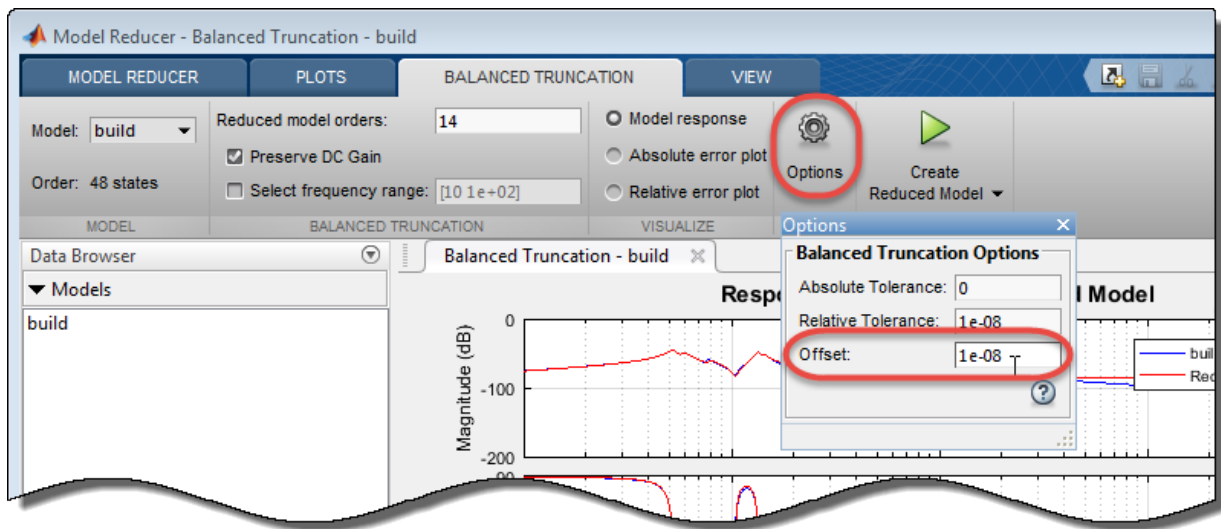 Model Reducer - Balanced Truncation - build
MODEL REDUCER PLOTS BALANCED TRUNCATION VIEW
Model: build
Order: 48 states
MODEL
Reduced model orders: 14
Preserve DC Gain
Select frequency range: [10 1e+02]
BALANCED TRUNCATION
Model response
Absolute error plot
Relative error plot
VISUALIZE
Options
Create
Reduced Model
Data Browser
Models
build
Balanced Truncation - build
Options
Balanced Truncation Options
Absolute Tolerance: 0
Relative Tolerance: 1e-08
Offset: 1e-08
?
Model
Magnitude (dB)
0
-100
-200